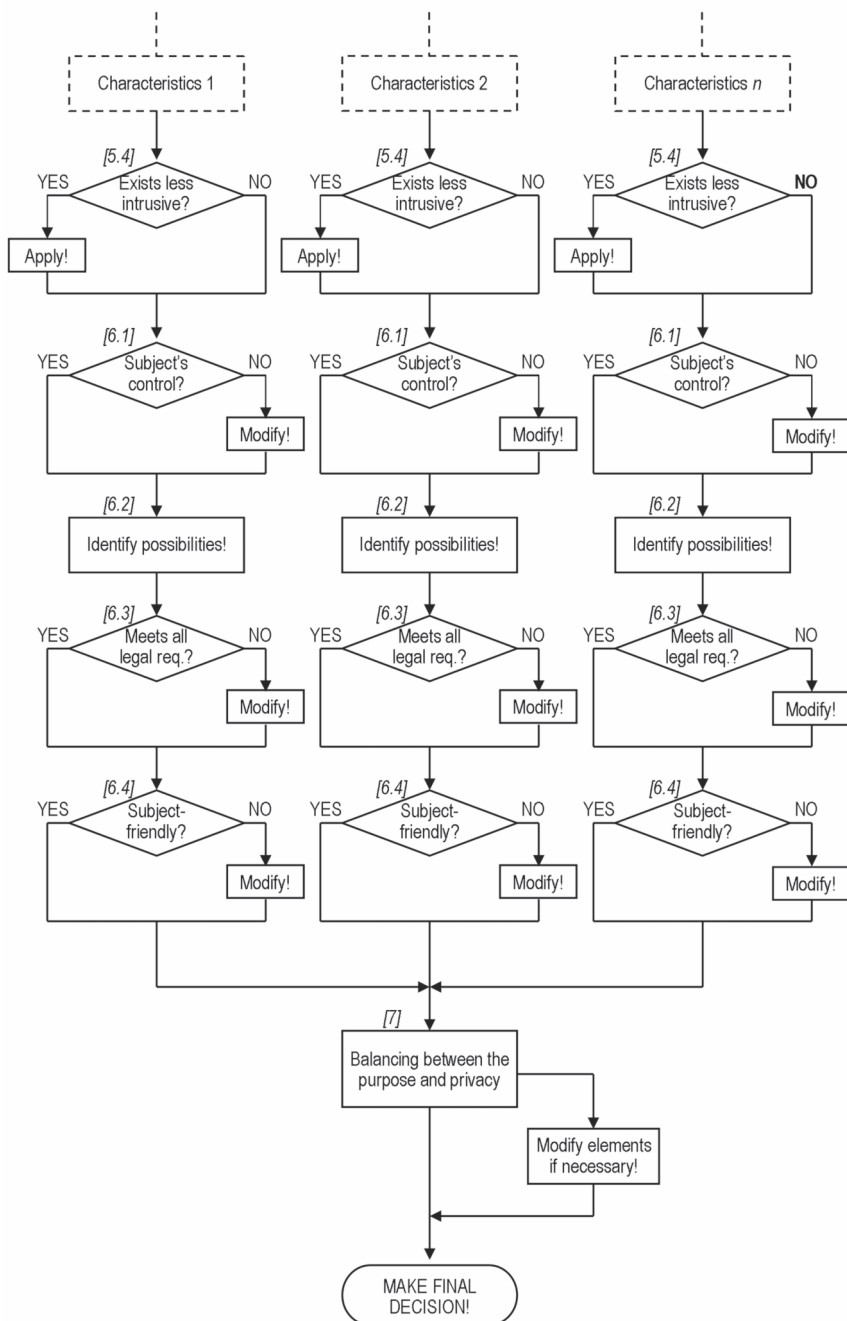 Characteristics 1
Characteristics 2
Characteristics n
[5.4]
[5.4]
[5.4]
YES
Exists less
intrusive?
NO
YES
Exists less
intrusive?
NO
YES
Exists less
intrusive?
NO
Apply!
Apply!
Apply!
[6.1]
[6.1]
[6.1]
YES
Subject's
control?
NO
YES
Subject's
control?
NO
YES
Subject's
control?
NO
Modify!
Modify!
Modify!
[6.2]
[6.2]
[6.2]
Identify possibilities!
Identify possibilities!
Identify possibilities!
[6.3]
[6.3]
[6.3]
YES
Meets all
legal req.?
NO
YES
Meets all
legal req.?
NO
YES
Meets all
legal req.?
NO
Modify!
Modify!
Modify!
[6.4]
[6.4]
[6.4]
YES
Subject-
friendly?
NO
YES
Subject-
friendly?
NO
YES
Subject-
friendly?
NO
Modify!
Modify!
Modify!
[7]
Balancing between the
purpose and privacy
Modify elements
if necessary!
MAKE FINAL
DECISION!